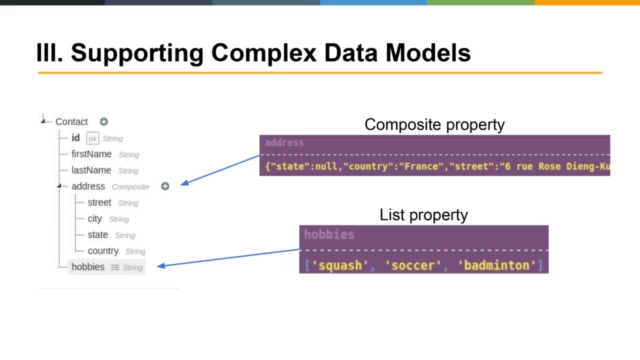 III. Supporting Complex Data Models
Contact
id pk String
firstName String
lastName String
address Composite
street String
city String
state String
country String
hobbies String
Composite property
address
{"state":null,"country":"France","street":"6 rue Rose Dieng-Ku
List property
hobbies
['squash', 'soccer', 'badminton']